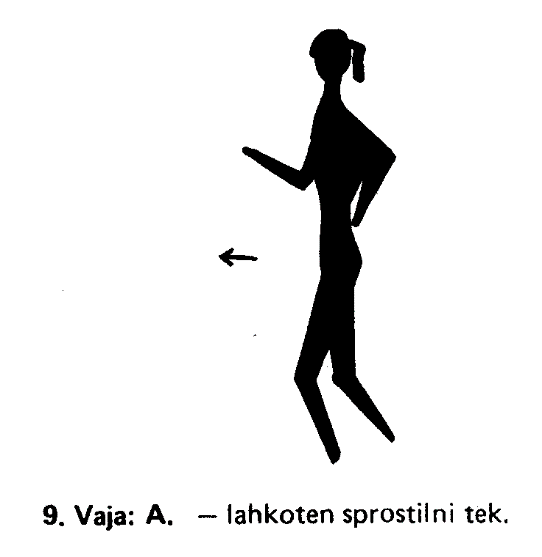 9. Vaja: A. – lahkoten sprostilni tek.